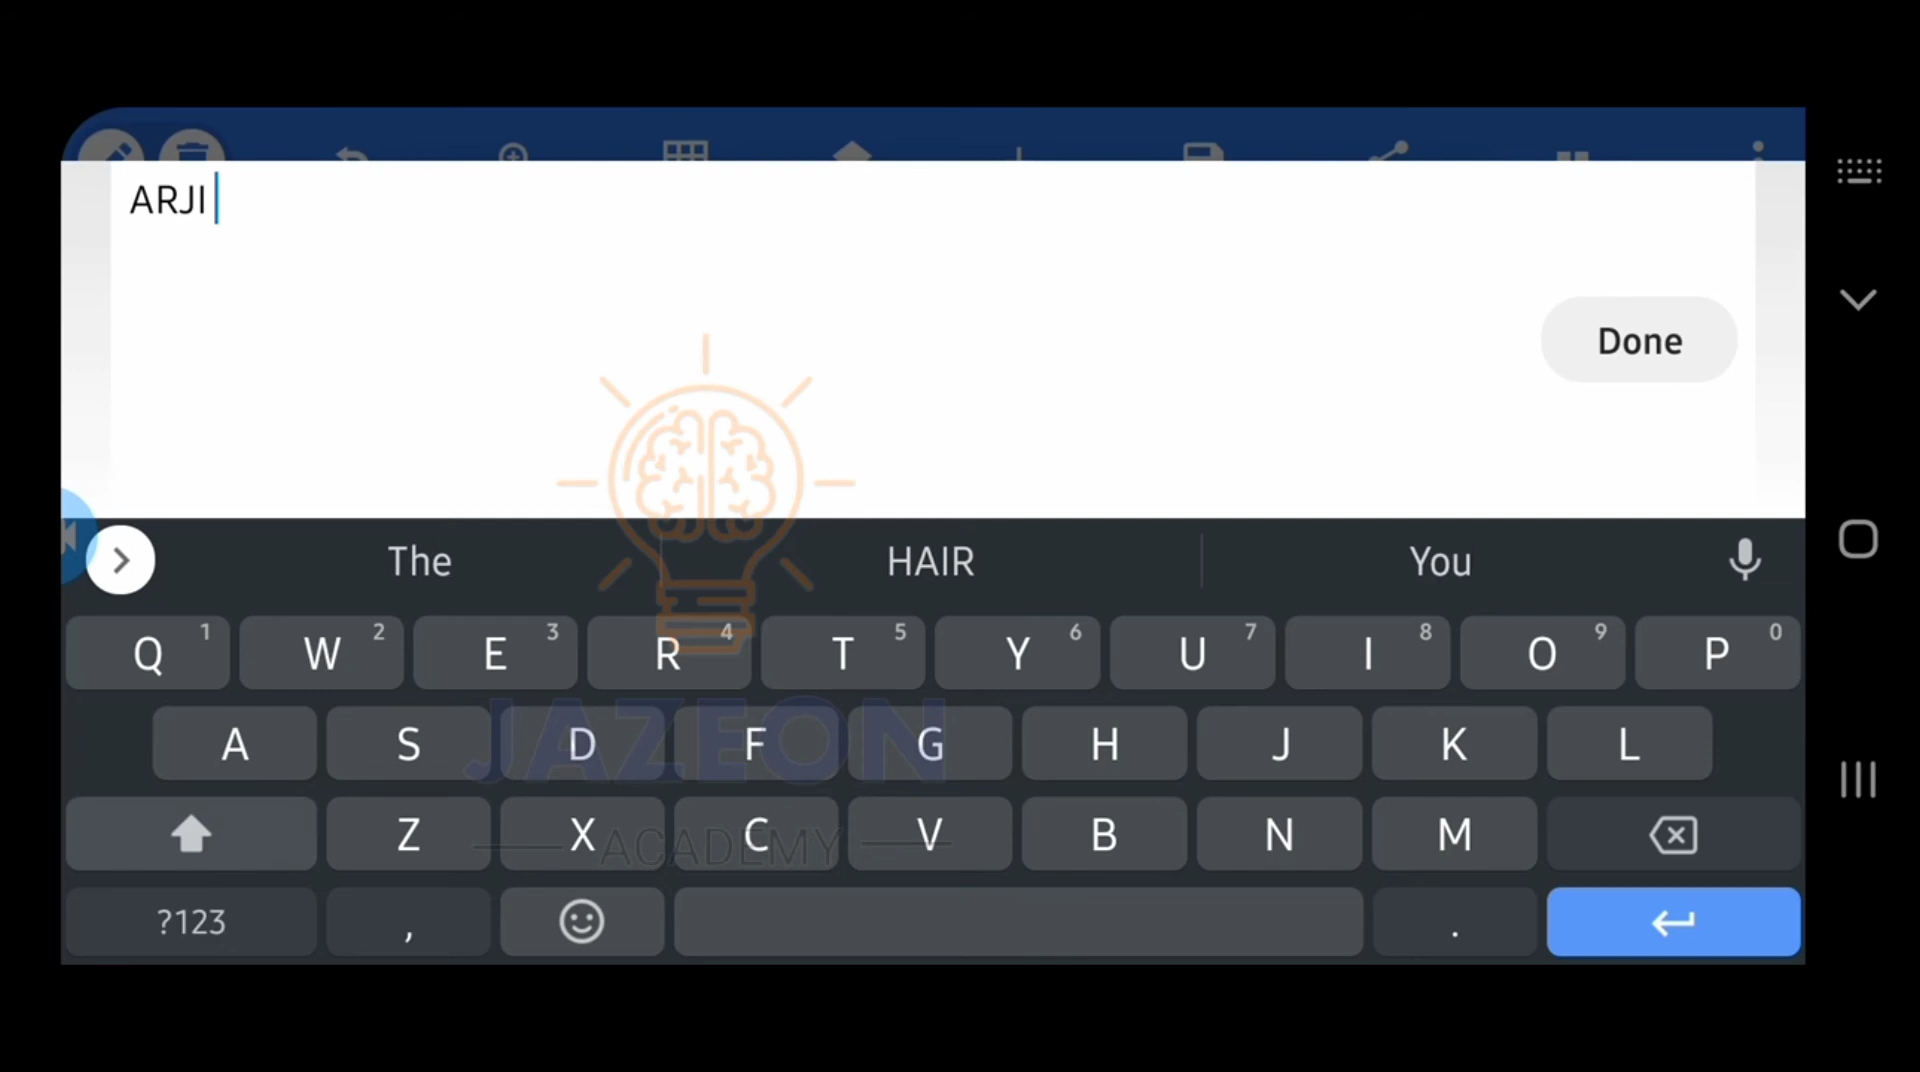 ARJI
Done
The HAIR You
Q 1 W 2 E 3 R 4 T 5 Y 6 U 7 I 8 O 9 P 0
A S D F G H J K L
JAZEON
Z X C V B N M
ACADEMY
?123 , .